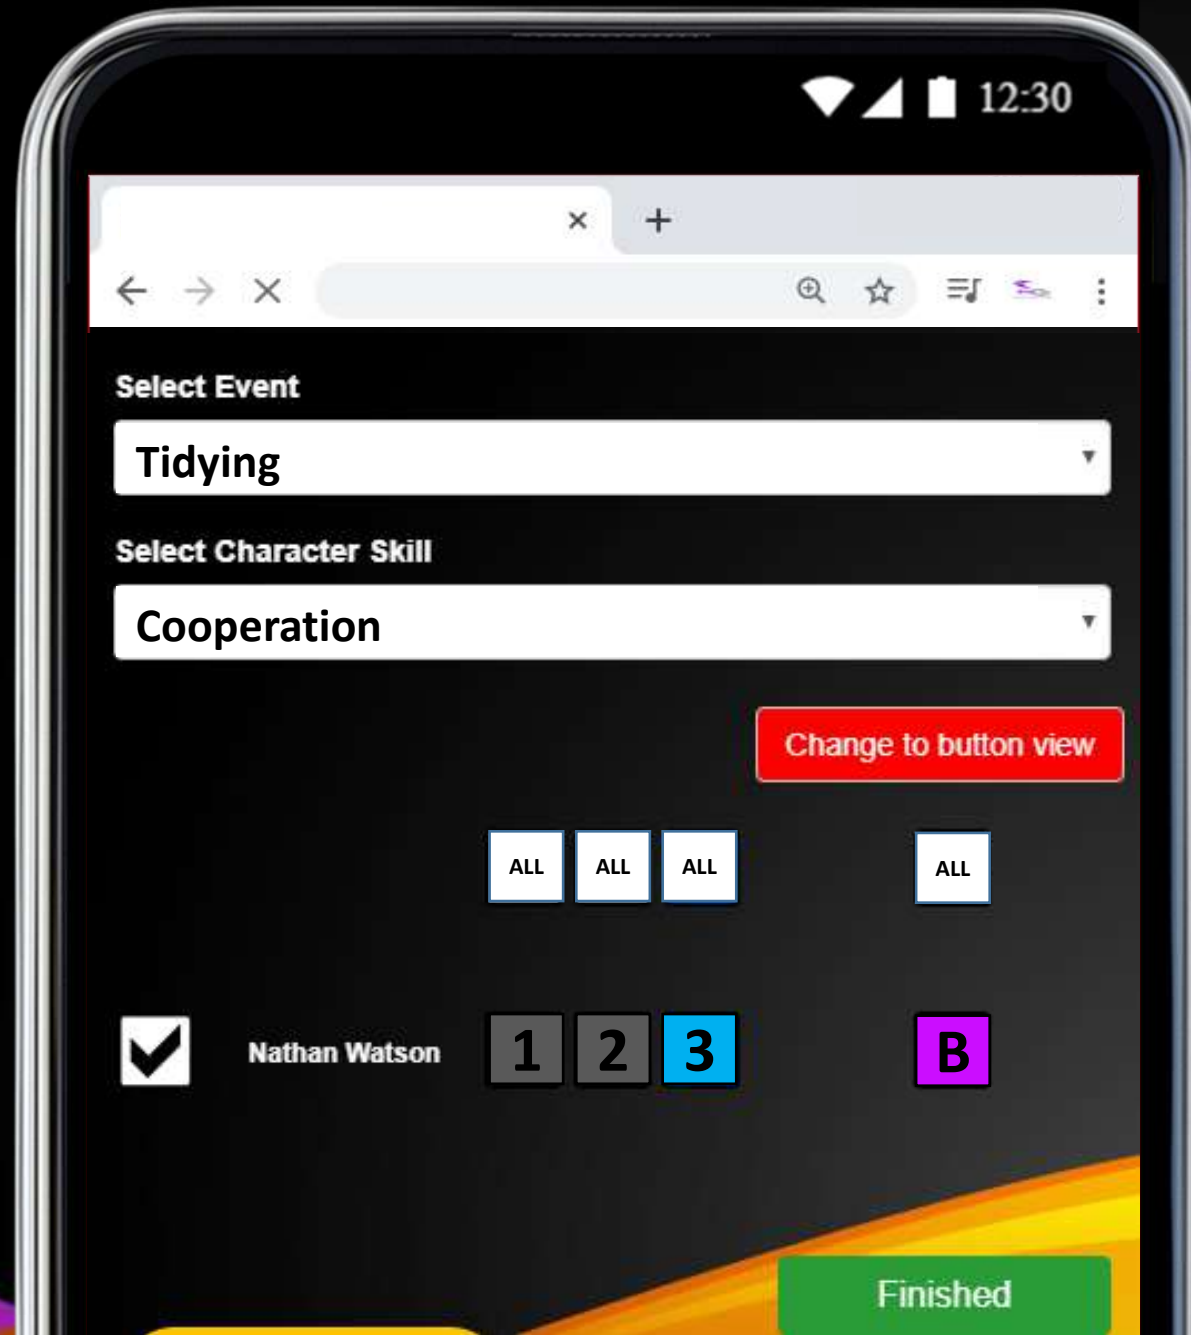 12:30
Select Event
Tidying
Select Character Skill
Cooperation
Change to button view
ALL ALL ALL ALL
Nathan Watson 1 2 3 B
Finished